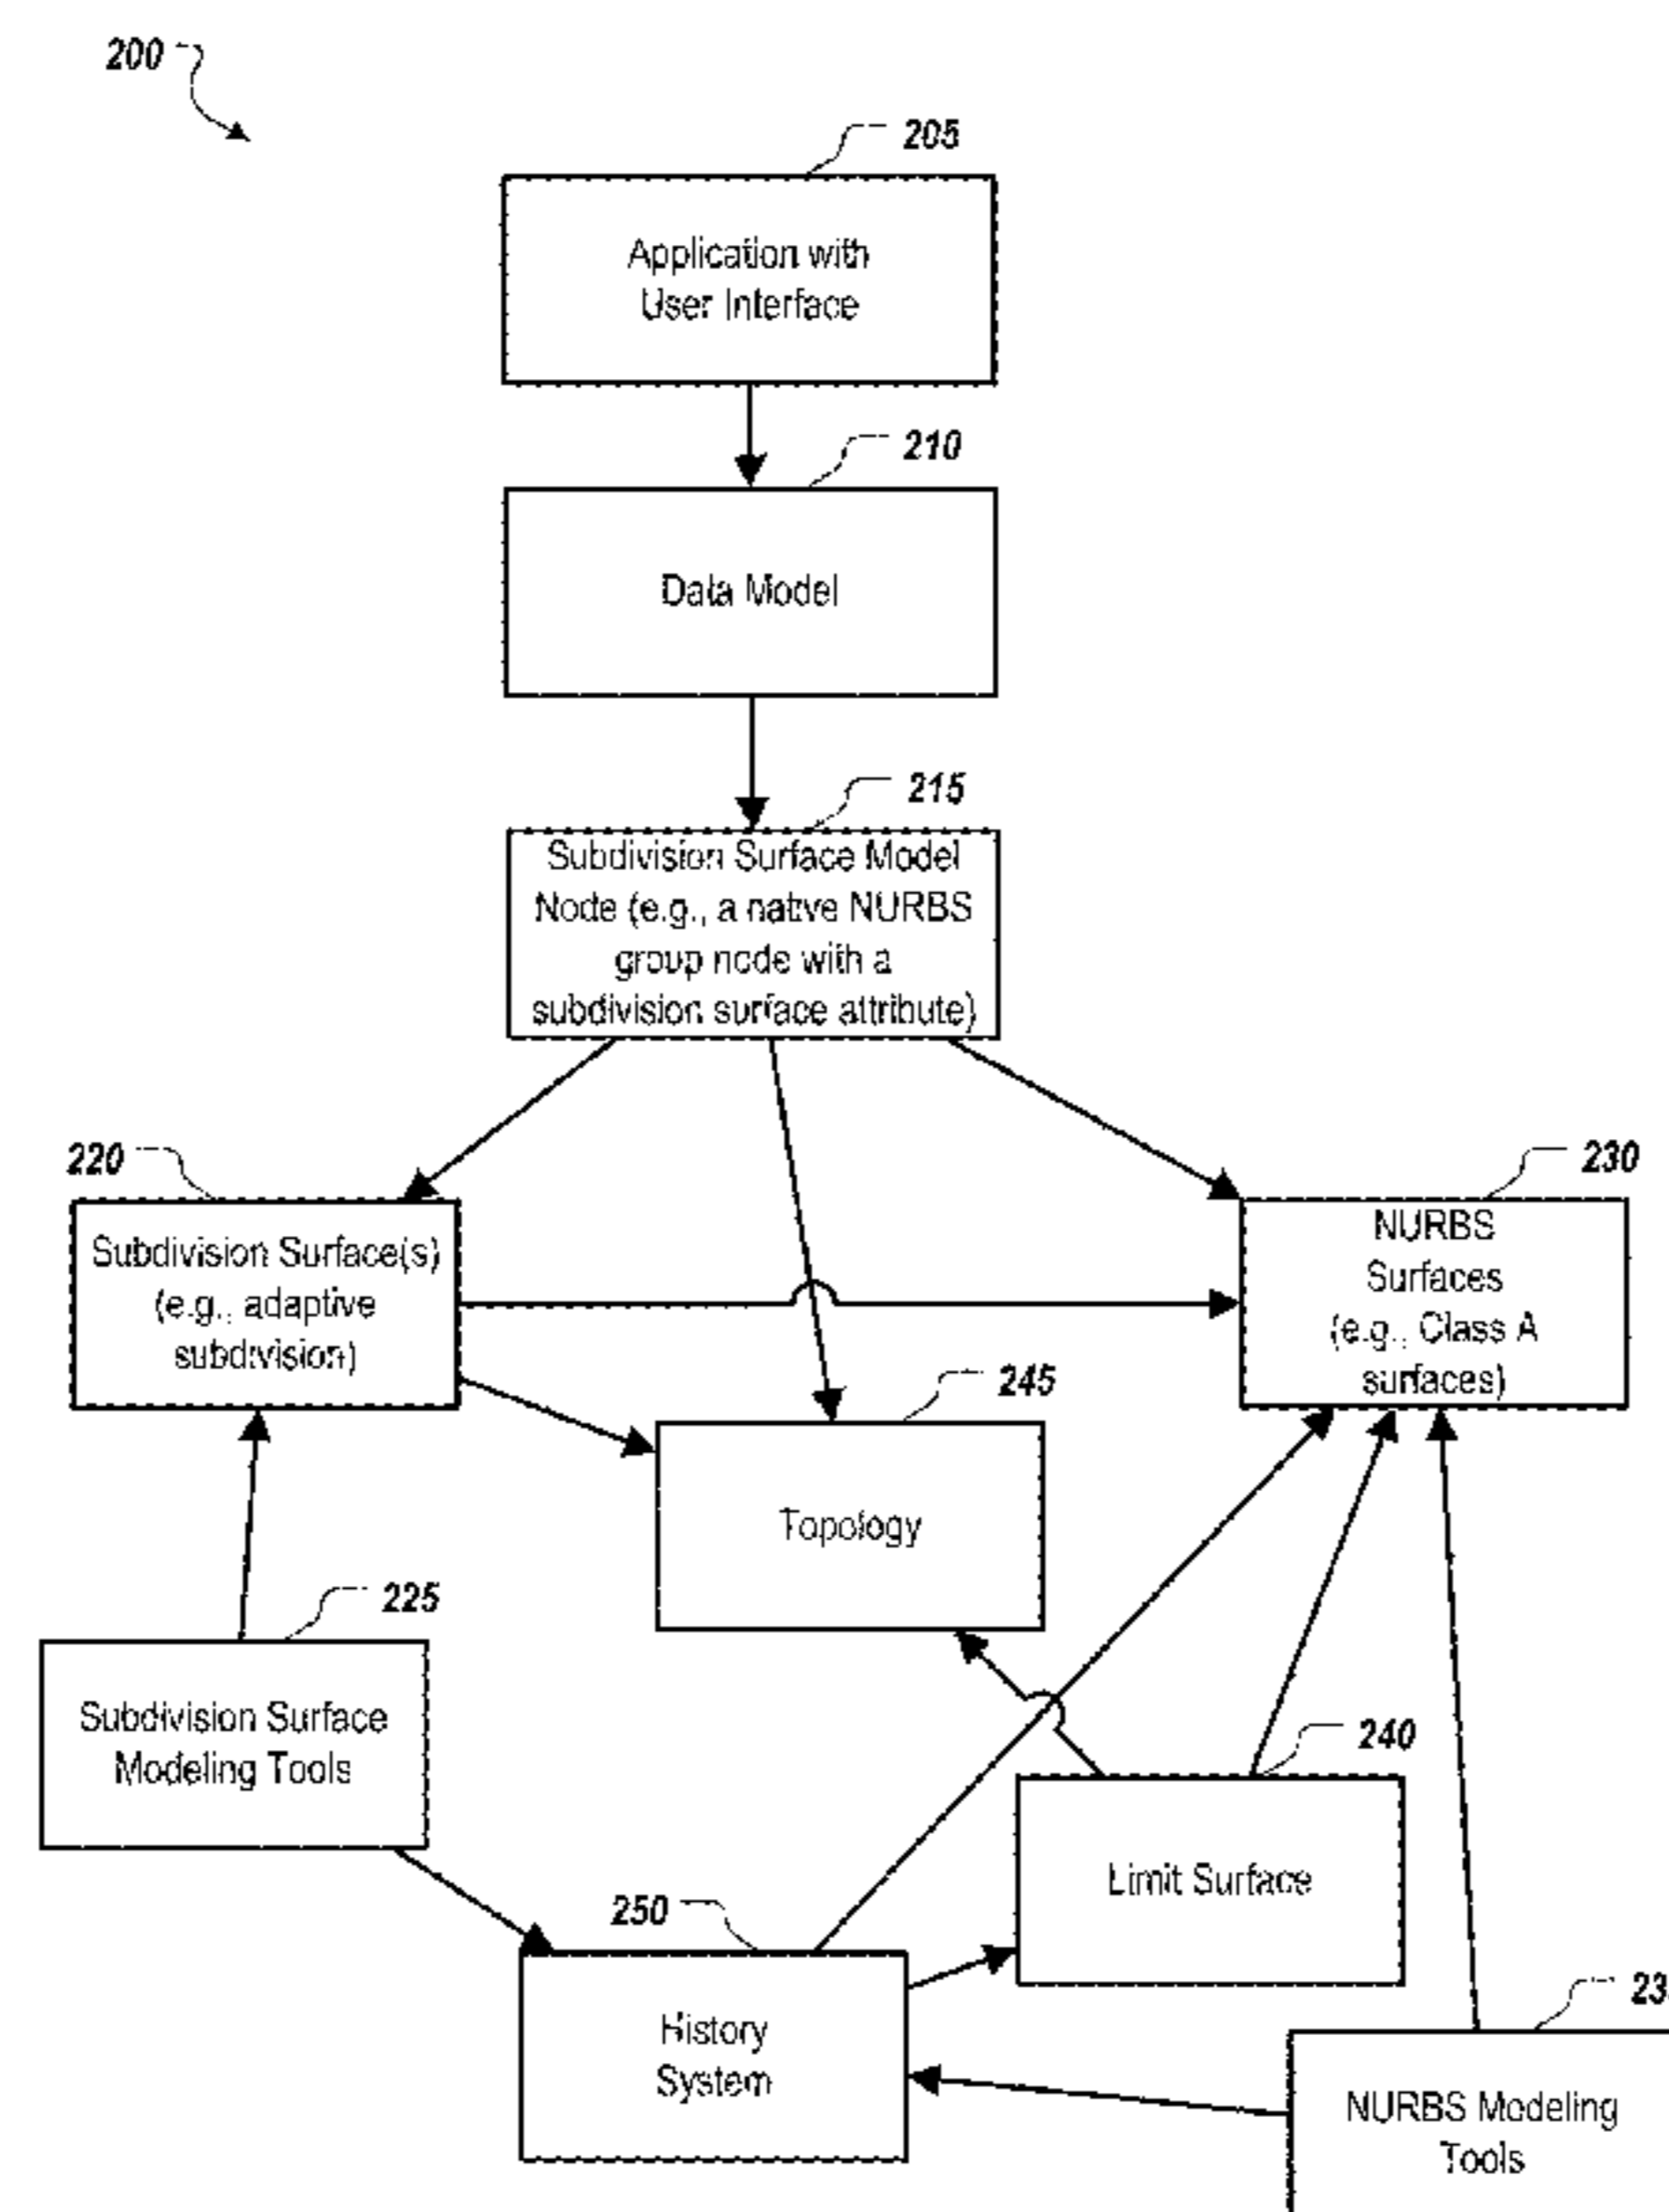 200
205
Application with
User Interface
210
Data Model
215
Subdivision Surface Model
Node (e.g., a native NURBS
group node with a
subdivision surface attribute)
220
Subdivision Surface(s)
(e.g., adaptive
subdivision)
230
NURBS
Surfaces
(e.g., Class A
surfaces)
245
Topology
225
Subdivision Surface
Modeling Tools
240
Limit Surface
250
History
System
NURBS Modeling
Tools